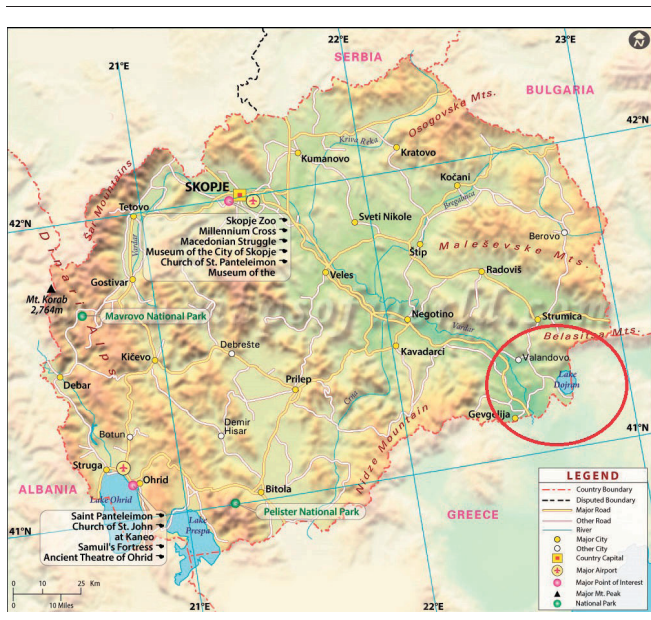 22°E
23°E
N
SERBIA
21°E
BULGARIA
Osogovske Mts.
42°N
Kriva Reka
Kratovo
Kumanovo
Kočani
SKOPJE
Bregalnica
Šar Mountains
Tetovo
Sveti Nikole
42°N
Skopje Zoo
Millennium Cross
Macedonian Struggle
Museum of the City of Skopje
Church of St. Panteleimon
Museum of the
Berovo
Štip
Maleševske Mts.
Vardar
Dinaric Alps
Gostivar
Veles
Radoviš
Mt. Korab
2,764m
Mavrovo National Park
Negotino
Strumica
Vardar
Belasitsa Mts.
Debrešte
Kavadarci
Kičevo
Valandovo
Debar
Prilep
Lake
Dojran
Crna
Demir
Hisar
Gevgelija
Botun
Nidze Mountain
41°N
Struga
Ohrid
ALBANIA
Lake Ohrid
Bitola
Pelister National Park
GREECE
Lake
Prespa
Saint Panteleimon
Church of St. John
at Kaneo
Samuil's Fortress
Ancient Theatre of Ohrid
41°N
0 10 25 Km
0 10 Miles
21°E
22°E
LEGEND
Country Boundary
Disputed Boundary
Major Road
Other Road
River
Major City
Other City
Country Capital
Major Airport
Major Point of Interest
Major Mt. Peak
National Park